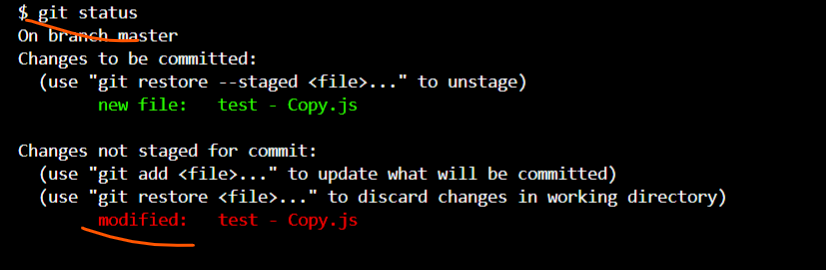 $ git status
On branch master
Changes to be committed:
(use "git restore --staged <file>..." to unstage)
new file: test - Copy.js
Changes not staged for commit:
(use "git add <file>..." to update what will be committed)
(use "git restore <file>..." to discard changes in working directory)
modified: test - Copy.js